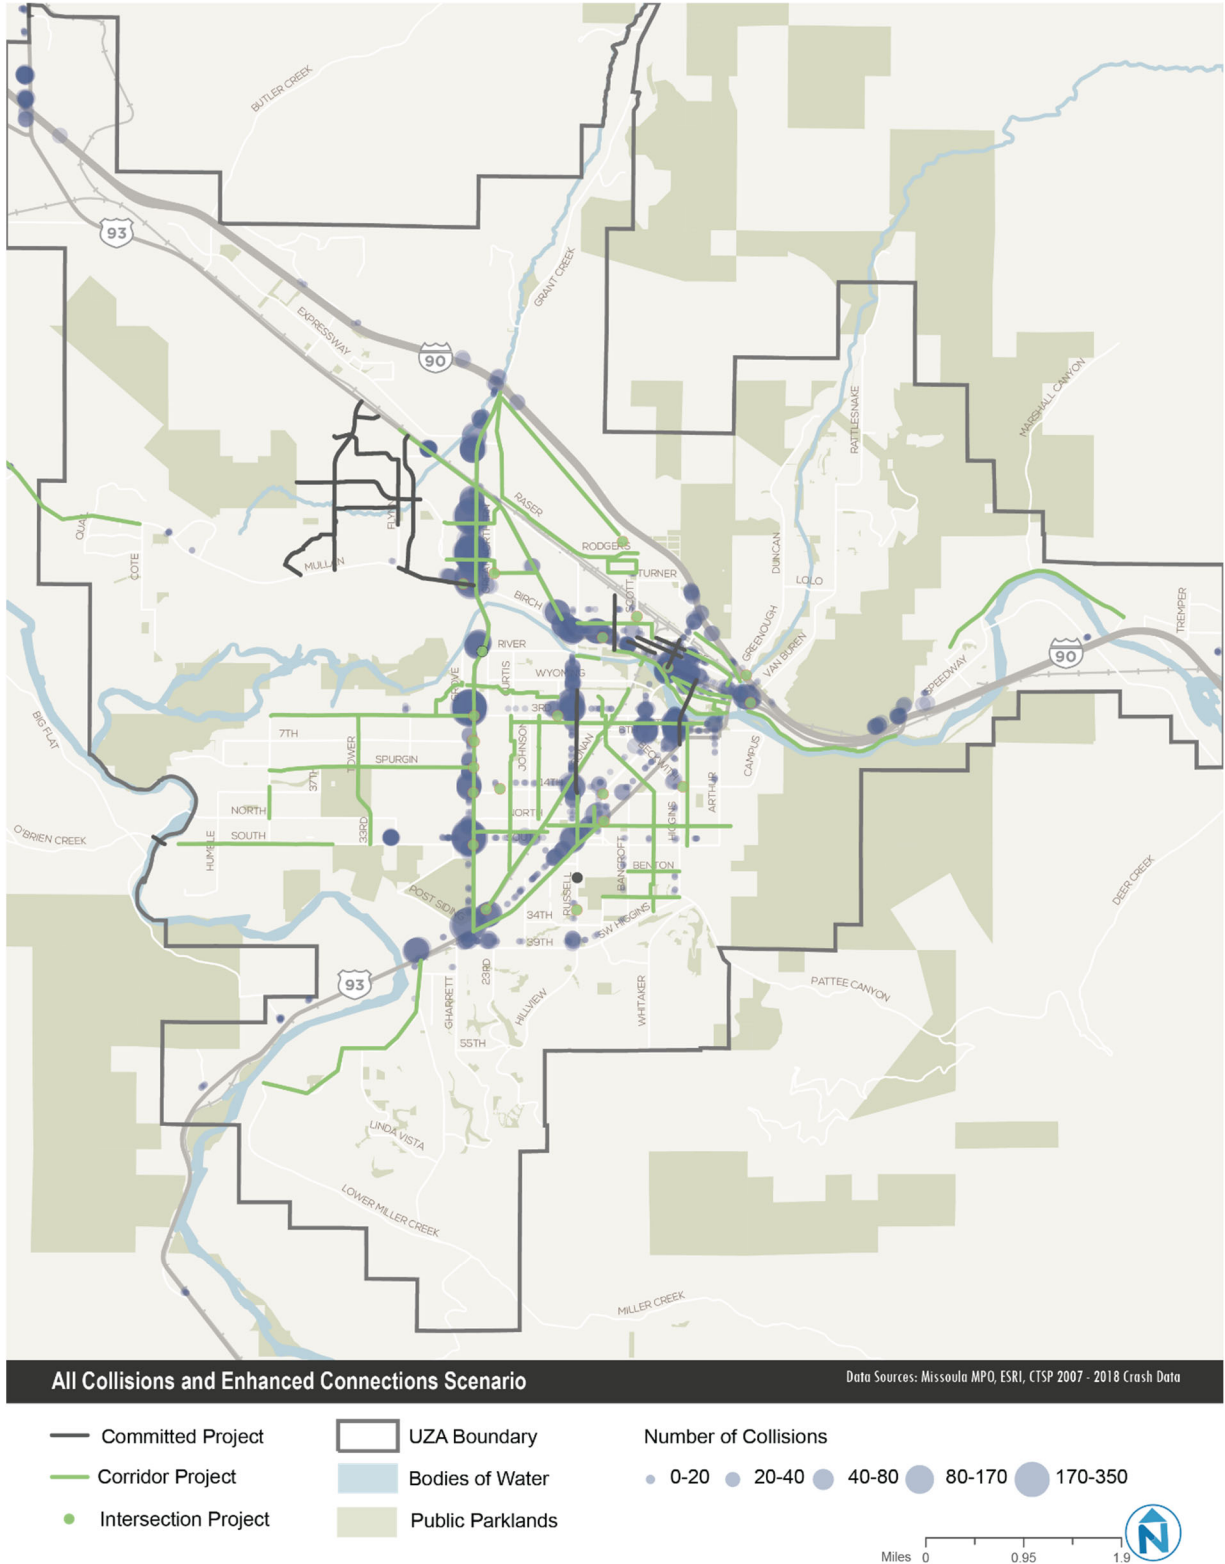 BUTLER CREEK
93
GRANT CREEK
EXPRESSWAY
90
RATTLESNAKE
MARSHALL CANYON
RASER
QUAIL
FLYNN
RODGERS
DUNCAN
COTE
MULLAN
TURNER
LOLO
SCOTT
BIRCH
TREMPER
GREENOUGH
RIVER
VAN BUREN
90
WYOMING
CURTIS
SPEEDWAY
3RD
BIG FLAT
7TH
JOHNSON
TOWER
SPURGIN
BECKWITH
CAMPUS
37TH
14TH
ARTHUR
NORTH
NORTH
HIGGINS
O'BRIEN CREEK
SOUTH
33RD
HUMBLE
BANCROFT
BENTON
DEER CREEK
POST SIDING
RUSSELL
34TH
SW HIGGINS
39TH
23RD
93
PATTEE CANYON
GHARRETT
HILLVIEW
WHITAKER
55TH
LINDA VISTA
LOWER MILLER CREEK
MILLER CREEK
All Collisions and Enhanced Connections Scenario
Data Sources: Missoula MPO, ESRI, CTSP 2007 - 2018 Crash Data
Committed Project
UZA Boundary
Number of Collisions
Corridor Project
Bodies of Water
0-20 20-40 40-80 80-170 170-350
Intersection Project
Public Parklands
N
Miles 0 0.95 1.9